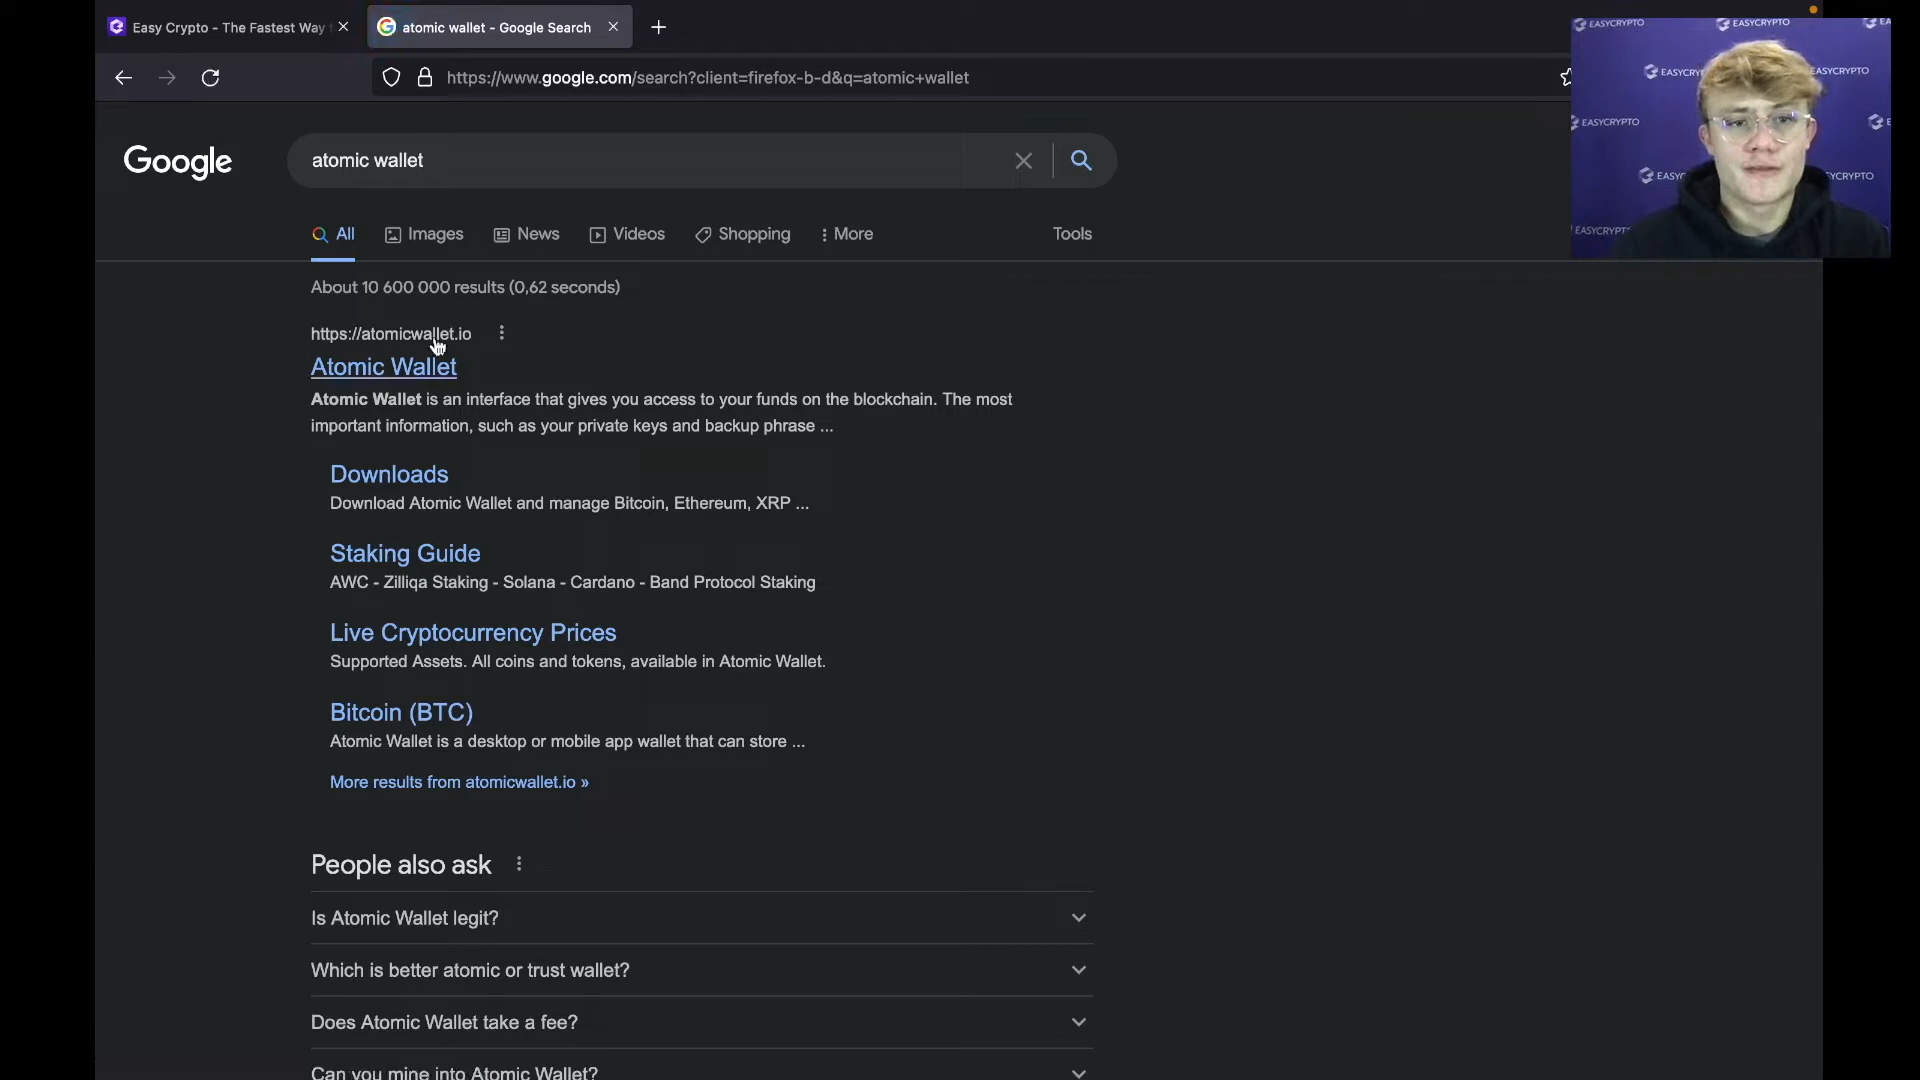 Easy Crypto - The Fastest Way
atomic wallet - Google Search
https://www.google.com/search?client=firefox-b-d&q=atomic+wallet
EASYCRYPTO
EASYCRYPTO
EASYCRYPTO
EASYCRYPTO
Google
atomic wallet
All
Images
News
Videos
Shopping
More
Tools
About 10 600 000 results (0,62 seconds)
https://atomicwallet.io
Atomic Wallet
Atomic Wallet is an interface that gives you access to your funds on the blockchain. The most
important information, such as your private keys and backup phrase ...
Downloads
Download Atomic Wallet and manage Bitcoin, Ethereum, XRP ...
Staking Guide
AWC - Zilliqa Staking - Solana - Cardano - Band Protocol Staking
Live Cryptocurrency Prices
Supported Assets. All coins and tokens, available in Atomic Wallet.
Bitcoin (BTC)
Atomic Wallet is a desktop or mobile app wallet that can store ...
More results from atomicwallet.io »
People also ask
Is Atomic Wallet legit?
Which is better atomic or trust wallet?
Does Atomic Wallet take a fee?
Can you mine into Atomic Wallet?